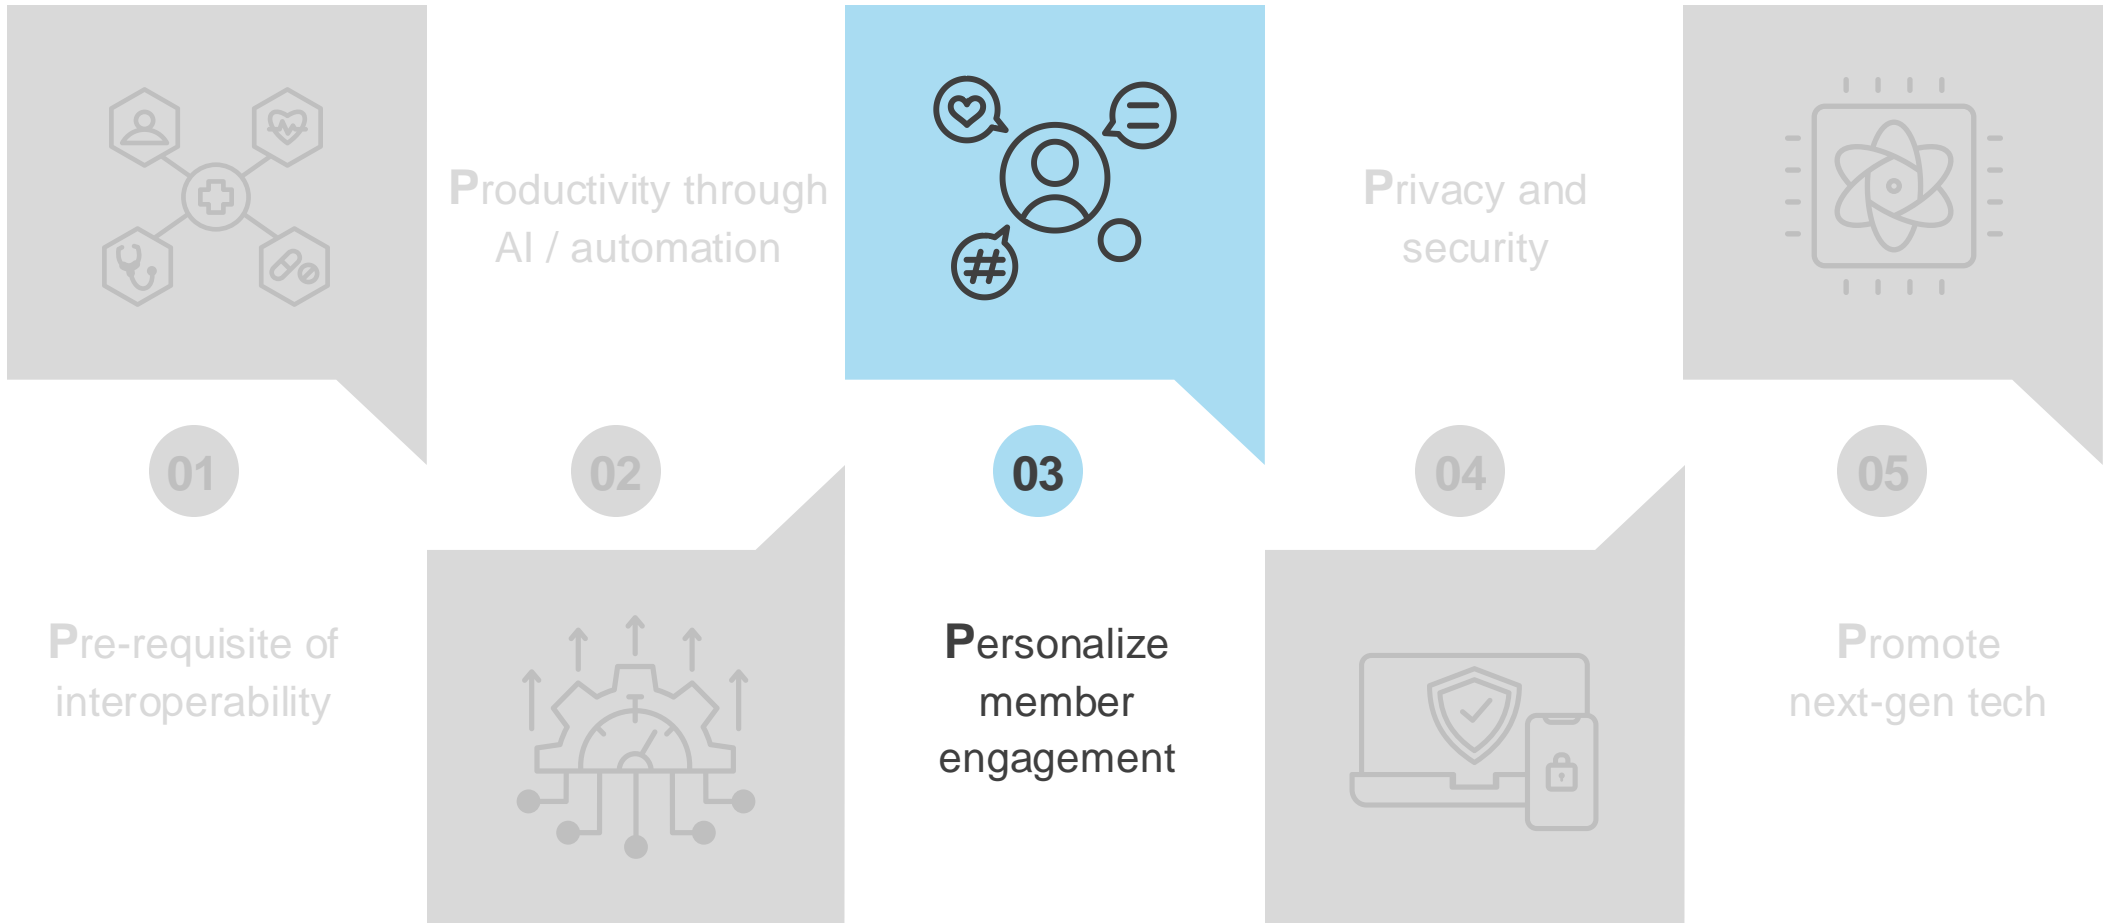 01
Pre-requisite of
interoperability
Productivity through
AI / automation
02
03
Personalize
member
engagement
Privacy and
security
04
05
Promote
next-gen tech